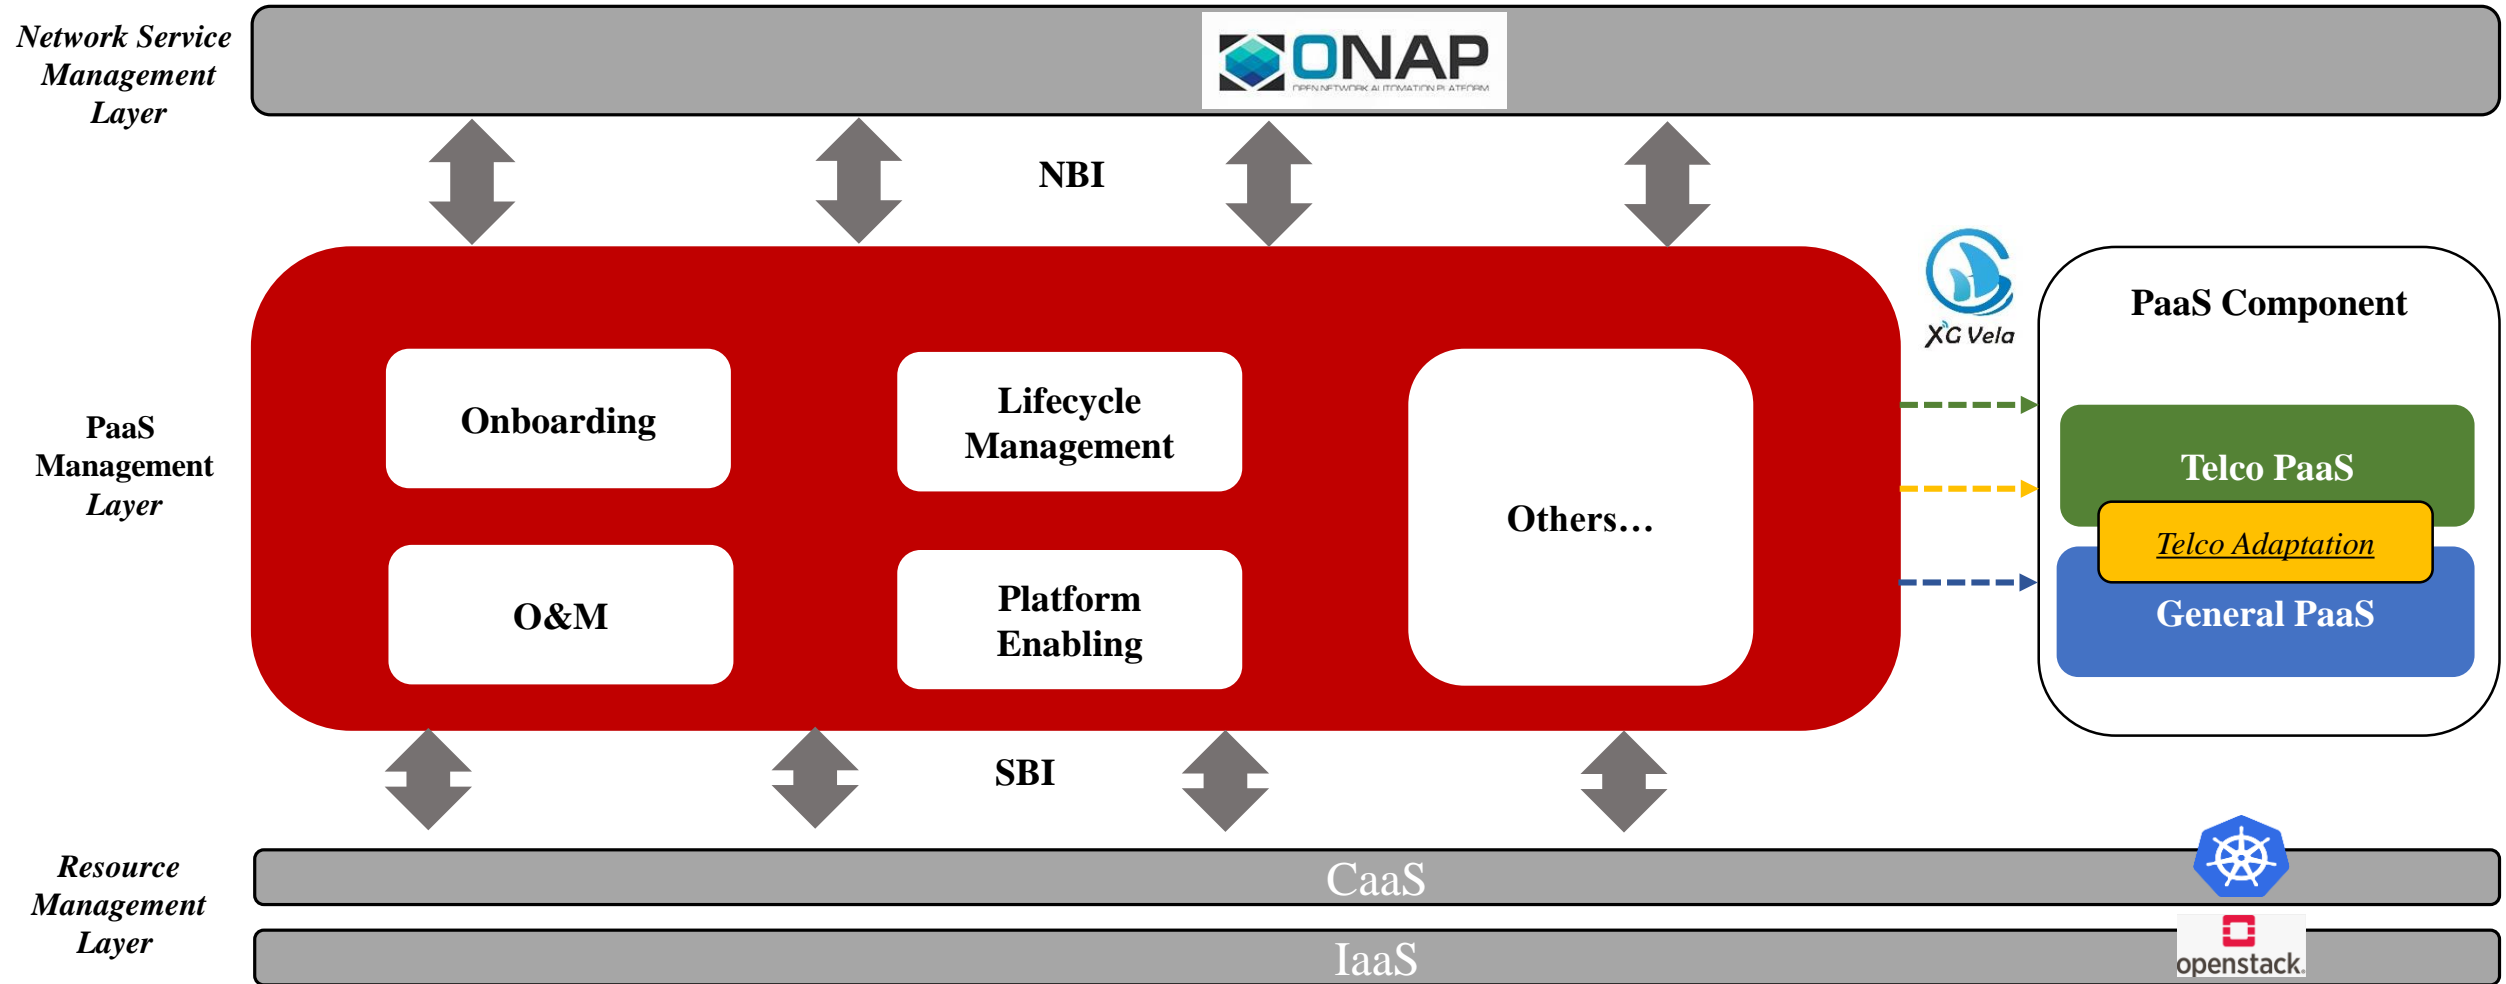 Network Service
Management
Layer
ONAP
OPEN NETWORK AUTOMATION PLATFORM
NBI
XG Vela
PaaS Component
Onboarding
Lifecycle
Management
Others…
O&M
Platform
Enabling
PaaS
Management
Layer
Telco PaaS
Telco Adaptation
General PaaS
SBI
Resource
Management
Layer
CaaS
IaaS
openstack.